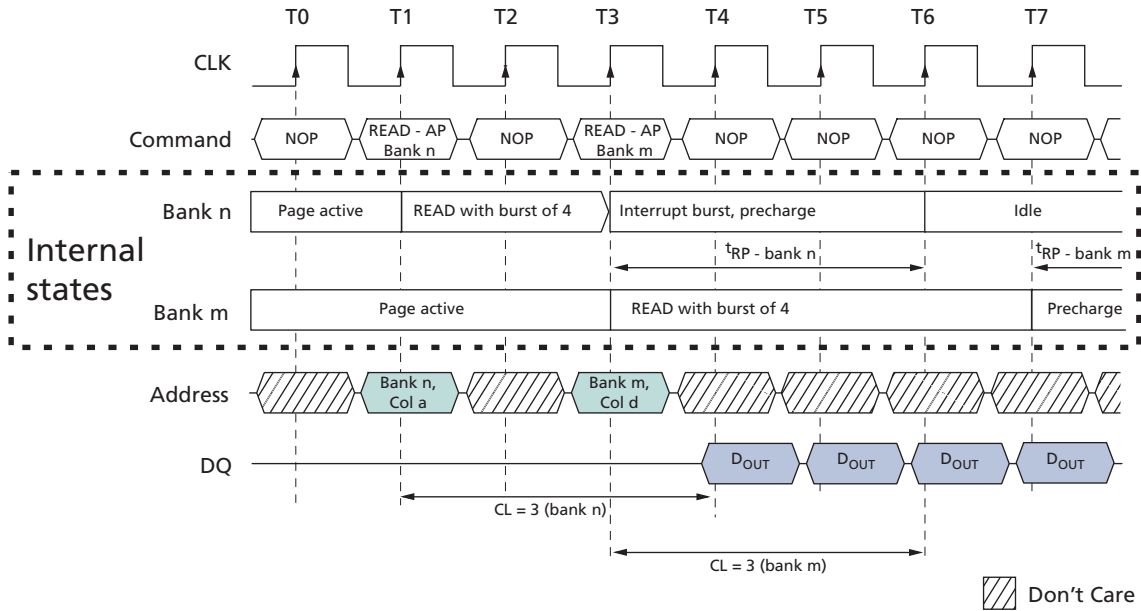 T0 T1 T2 T3 T4 T5 T6 T7
CLK
Command NOP READ - AP Bank n NOP READ - AP Bank m NOP NOP NOP NOP
Bank n Page active READ with burst of 4 Interrupt burst, precharge Idle
Internal states
tRP - bank n tRP - bank m
Bank m Page active READ with burst of 4 Precharge
Address Bank n, Col a Bank m, Col d
DQ DOUT DOUT DOUT DOUT
CL = 3 (bank n)
CL = 3 (bank m)
Don't Care